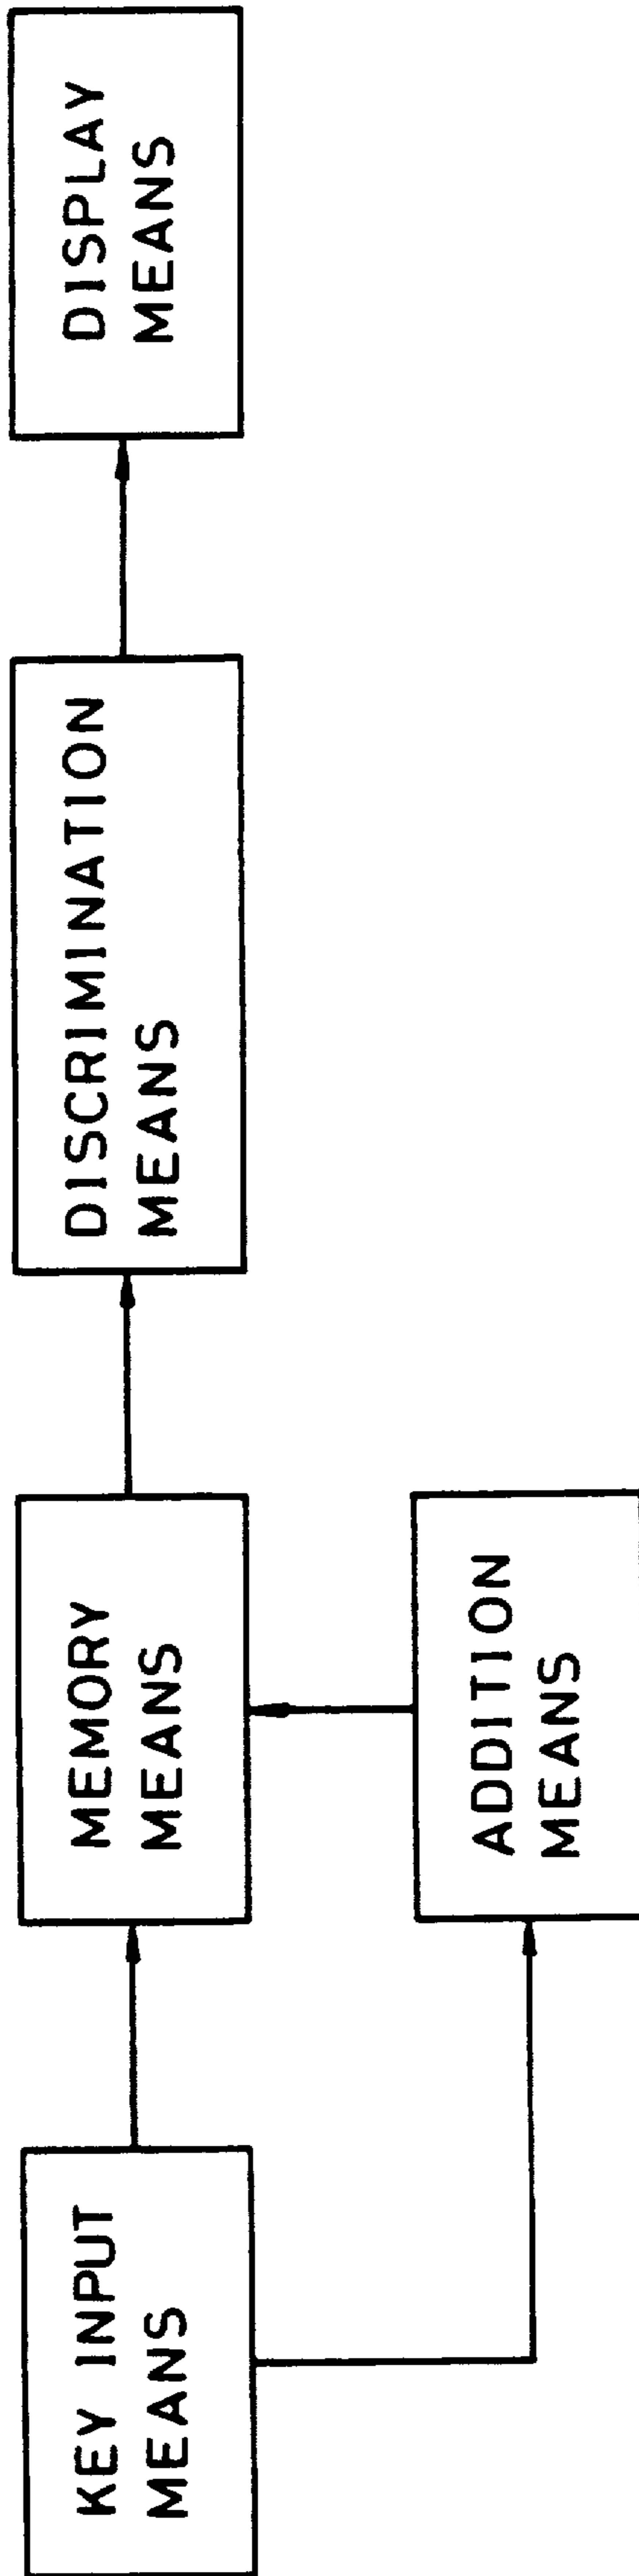 KEY INPUT
MEANS
MEMORY
MEANS
DISCRIMINATION
MEANS
DISPLAY
MEANS
ADDITION
MEANS